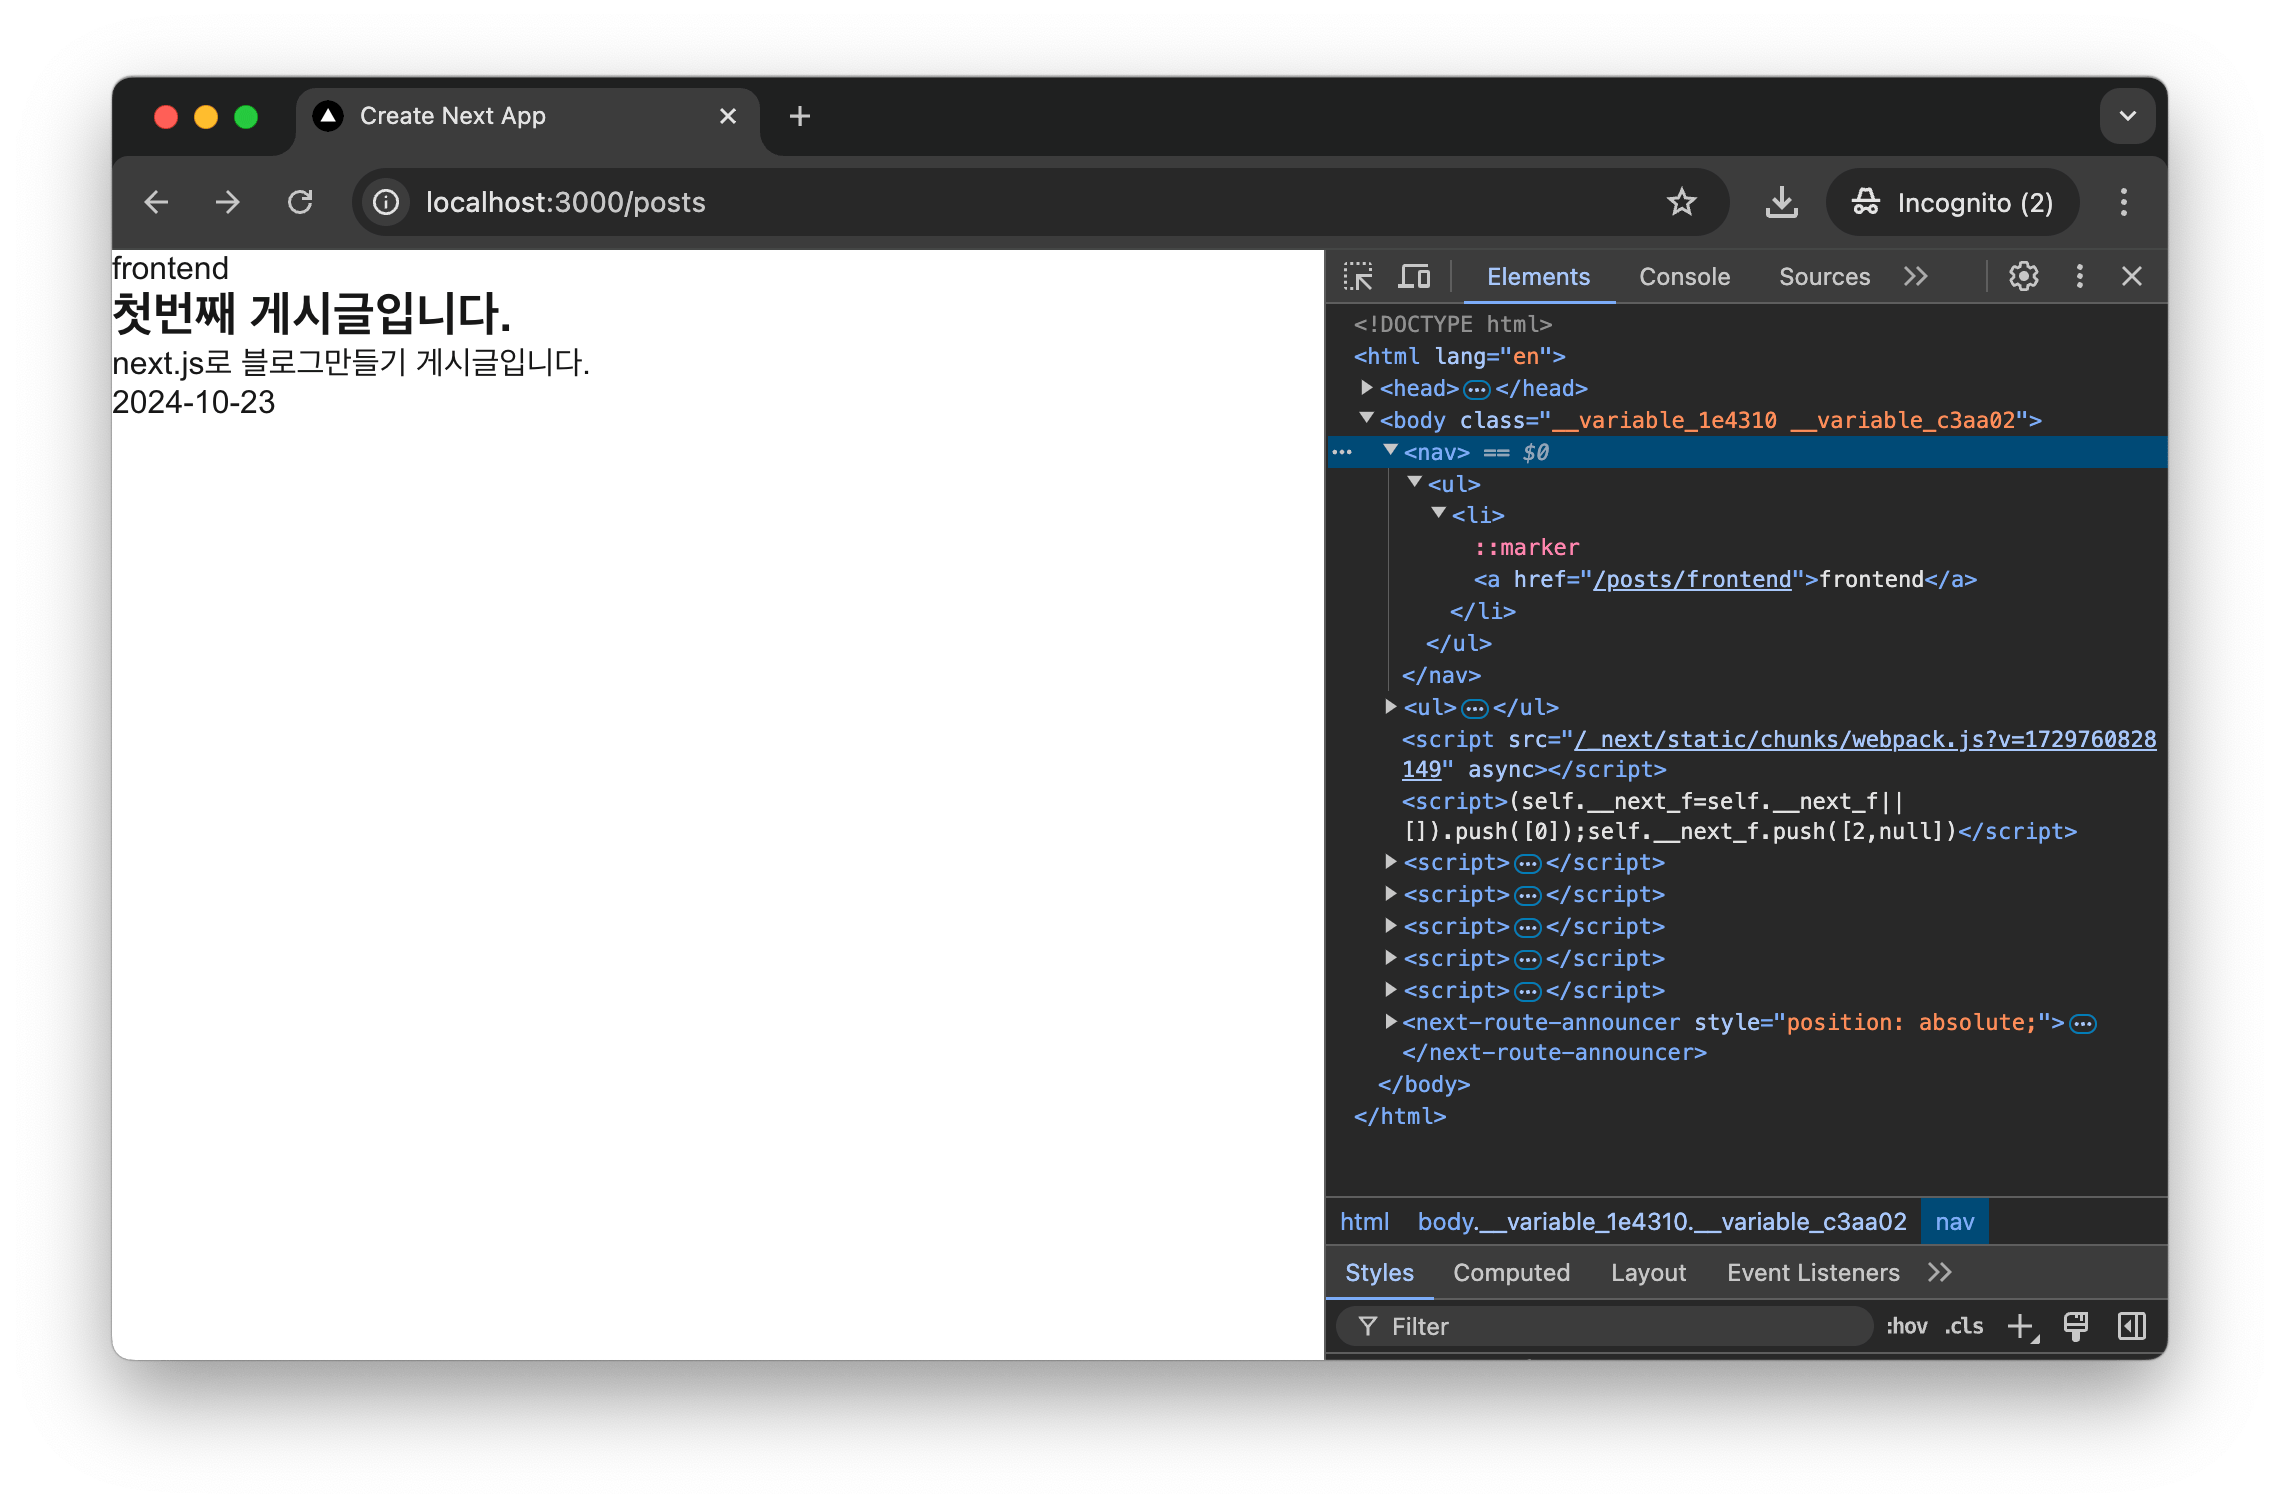 Create Next App
localhost:3000/posts
Incognito (2)
frontend
첫번째 게시글입니다.
next.js로 블로그만들기 게시글입니다.
2024-10-23
Elements Console Sources
<!DOCTYPE html>
<html lang="en">
<head> ••• </head>
<body class="__variable_1e4310 __variable_c3aa02">
••• <nav> == $0
<ul>
<li>
::marker
<a href="/posts/frontend">frontend</a>
</li>
</ul>
</nav>
<ul> ••• </ul>
<script src="/_next/static/chunks/webpack.js?v=1729760828
149" async></script>
<script>(self.__next_f=self.__next_f||
[]).push([0]);self.__next_f.push([2,null])</script>
<script> ••• </script>
<script> ••• </script>
<script> ••• </script>
<script> ••• </script>
<script> ••• </script>
<next-route-announcer style="position: absolute;"> •••
</next-route-announcer>
</body>
</html>
html body.__variable_1e4310.__variable_c3aa02 nav
Styles Computed Layout Event Listeners
Filter :hov .cls